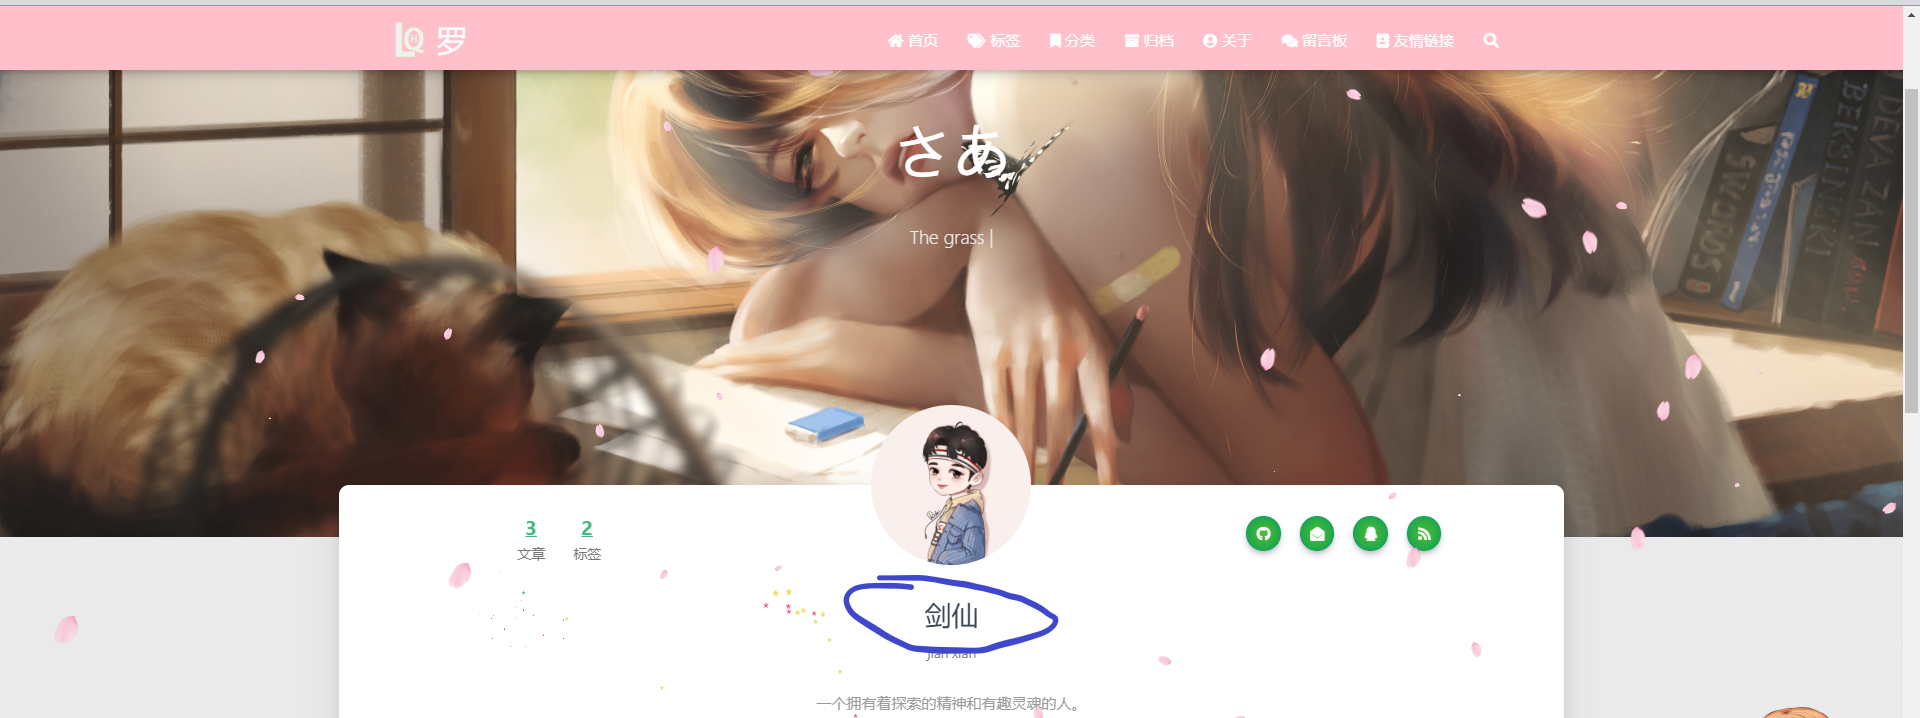 LQH 罗
首页 标签 分类 归档 关于 留言板 友情链接
さあ
The grass |
SWORDS
BEKSINSKI
DEVA ZAN
3 2
文章 标签
剑仙
jian xian
一个拥有着探索的精神和有趣灵魂的人。